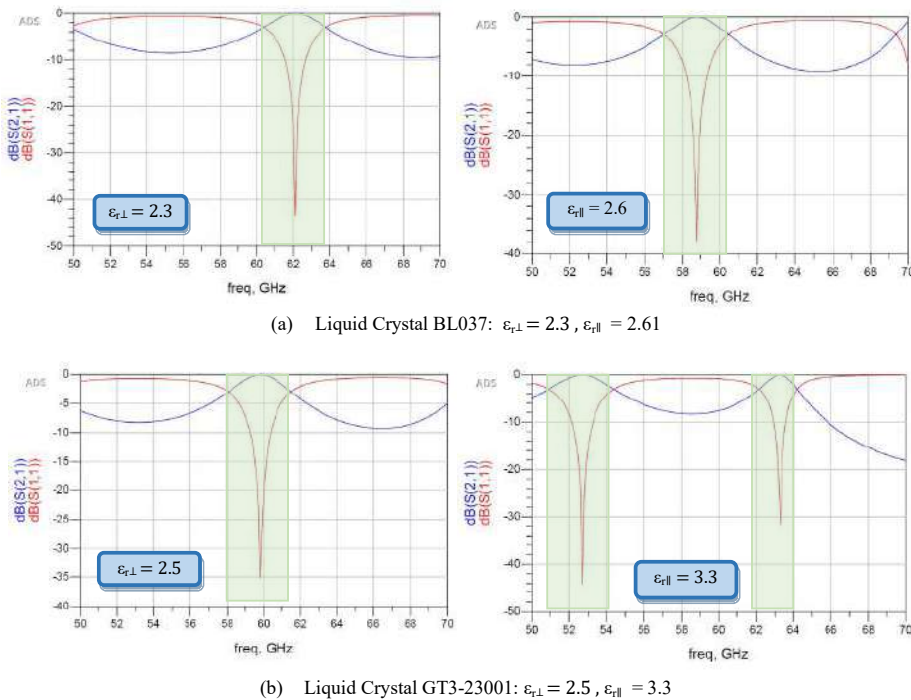 ADS
0
-10
-20
-30
-40
-50
dB(S(2,1))
dB(S(1,1))
εr⊥ = 2.3
50 52 54 56 58 60 62 64 66 68 70
freq, GHz
ADS
0
-10
-20
-30
-40
dB(S(2,1))
dB(S(1,1))
εr∥ = 2.6
50 52 54 56 58 60 62 64 66 68 70
freq, GHz
(a) Liquid Crystal BL037: εr⊥ = 2.3 , εr∥ = 2.61
ADS
0
-5
-10
-15
-20
-25
-30
-35
-40
dB(S(2,1))
dB(S(1,1))
εr⊥ = 2.5
50 52 54 56 58 60 62 64 66 68 70
freq, GHz
ADS
0
-10
-20
-30
-40
-50
dB(S(2,1))
dB(S(1,1))
εr∥ = 3.3
50 52 54 56 58 60 62 64 66 68 70
freq, GHz
(b) Liquid Crystal GT3-23001: εr⊥ = 2.5 , εr∥ = 3.3